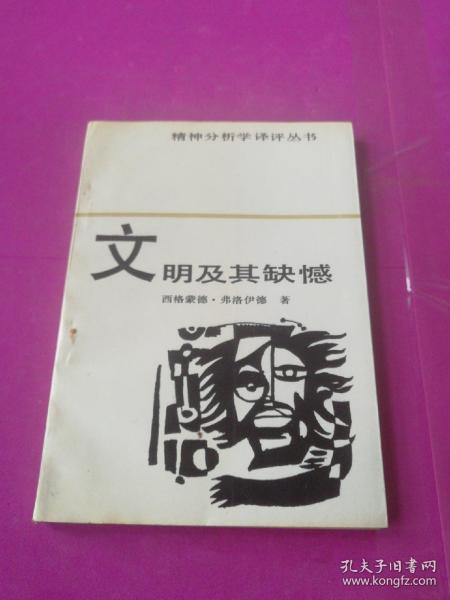 精神分析学译评丛书
文明及其缺憾
西格蒙德·弗洛伊德 著
孔夫子旧书网
www.kongfz.com